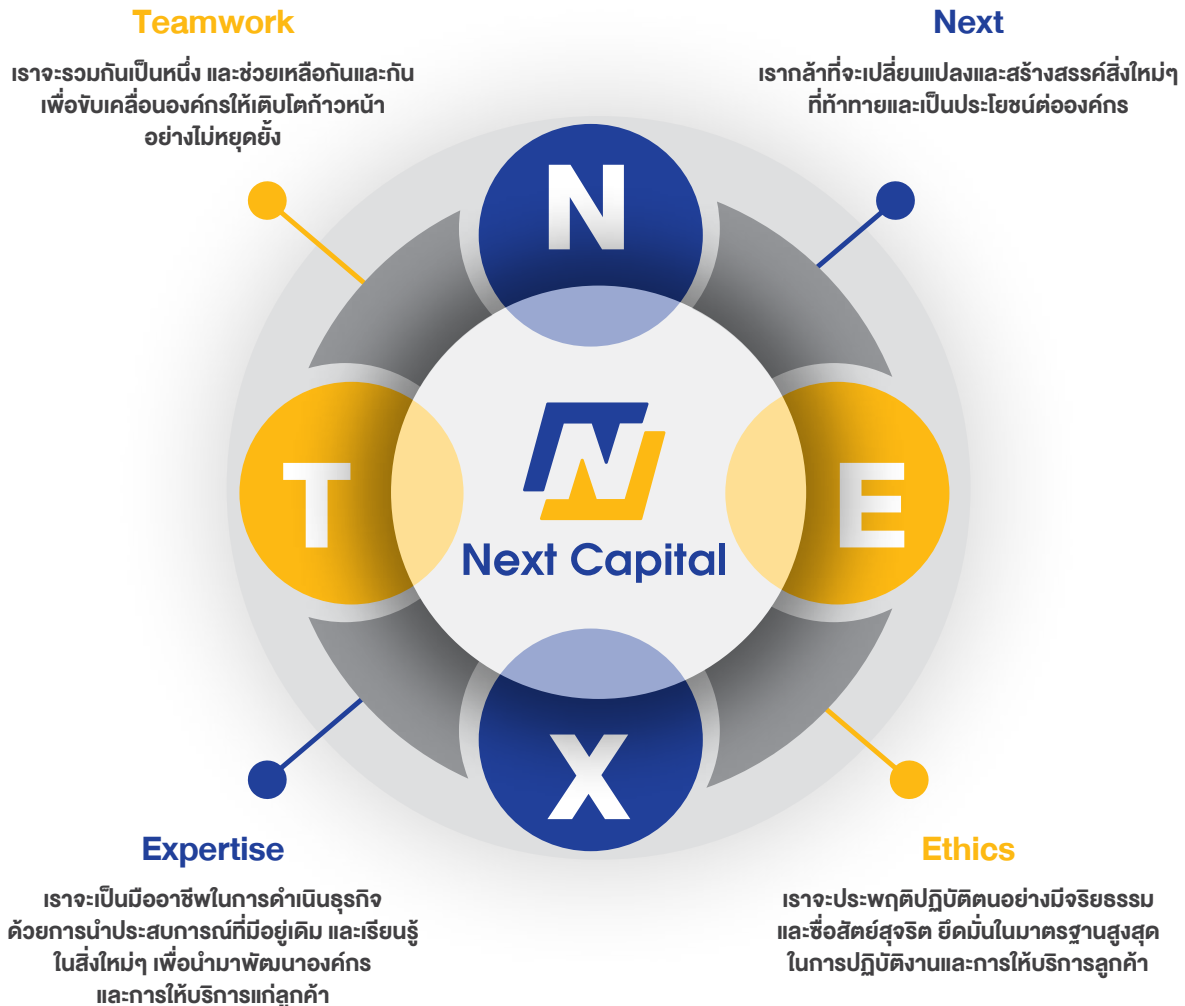 Teamwork
เราจะรวมกันเป็นหนึ่ง และช่วยเหลือกันและกัน
เพื่อขับเคลื่อนองค์กรให้เติบโตก้าวหน้า
อย่างไม่หยุดยั้ง
Next
เรากล้าที่จะเปลี่ยนแปลงและสร้างสรรค์สิ่งใหม่ๆ
ที่ท้าทายและเป็นประโยชน์ต่อองค์กร
N
T
E
X
Next Capital
Expertise
เราจะเป็นมืออาชีพในการดำเนินธุรกิจ
ด้วยการนำประสบการณ์ที่มีอยู่เดิม และเรียนรู้
ในสิ่งใหม่ๆ เพื่อนำมาพัฒนาองค์กร
และการให้บริการแก่ลูกค้า
Ethics
เราจะประพฤติปฏิบัติตนอย่างมีจริยธรรม
และซื่อสัตย์สุจริต ยึดมั่นในมาตรฐานสูงสุด
ในการปฏิบัติงานและการให้บริการลูกค้า